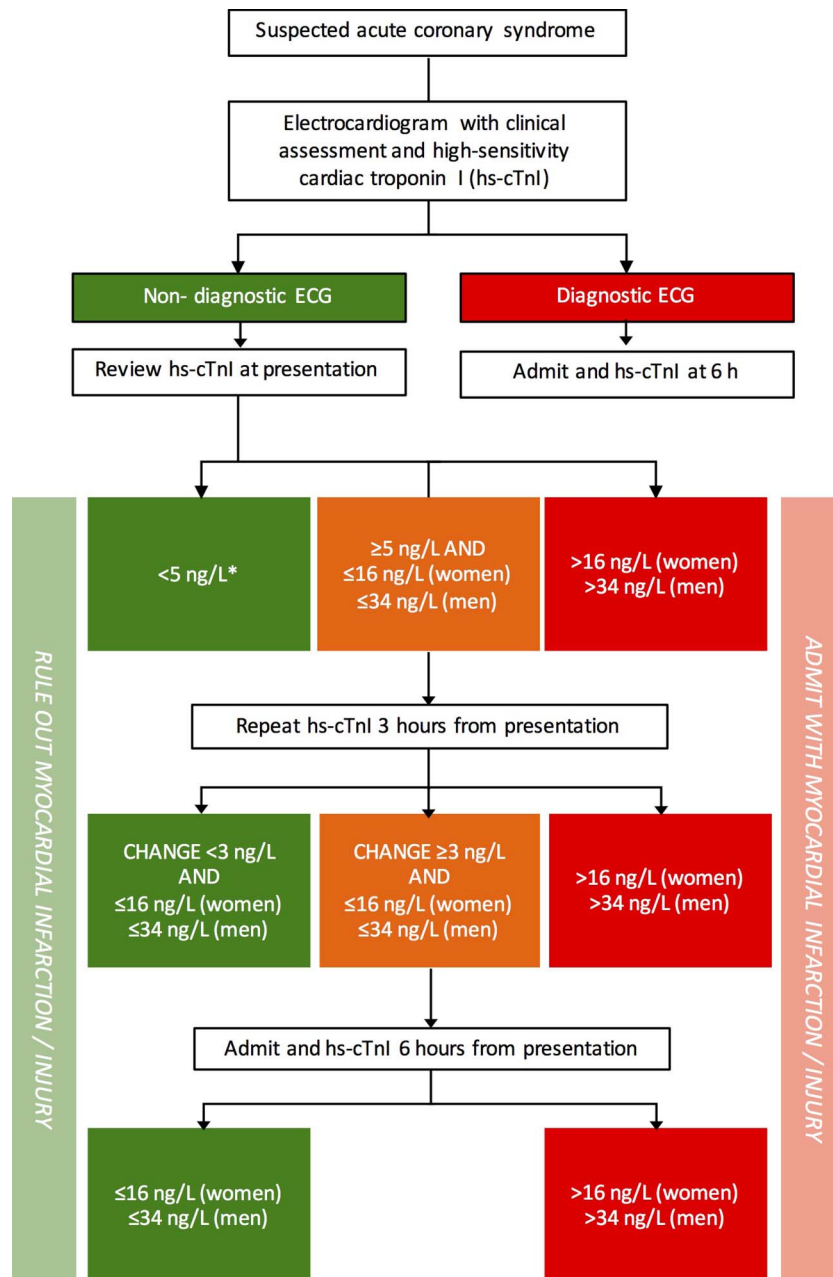 Suspected acute coronary syndrome
Electrocardiogram with clinical
assessment and high-sensitivity
cardiac troponin I (hs-cTnI)
Non- diagnostic ECG
Diagnostic ECG
Review hs-cTnI at presentation
Admit and hs-cTnI at 6 h
<5 ng/L*
≥5 ng/L AND
≤16 ng/L (women)
≤34 ng/L (men)
>16 ng/L (women)
>34 ng/L (men)
Repeat hs-cTnI 3 hours from presentation
CHANGE <3 ng/L
AND
≤16 ng/L (women)
≤34 ng/L (men)
CHANGE ≥3 ng/L
AND
≤16 ng/L (women)
≤34 ng/L (men)
>16 ng/L (women)
>34 ng/L (men)
Admit and hs-cTnI 6 hours from presentation
≤16 ng/L (women)
≤34 ng/L (men)
>16 ng/L (women)
>34 ng/L (men)
RULE OUT MYOCARDIAL INFARCTION / INJURY
ADMIT WITH MYOCARDIAL INFARCTION / INJURY